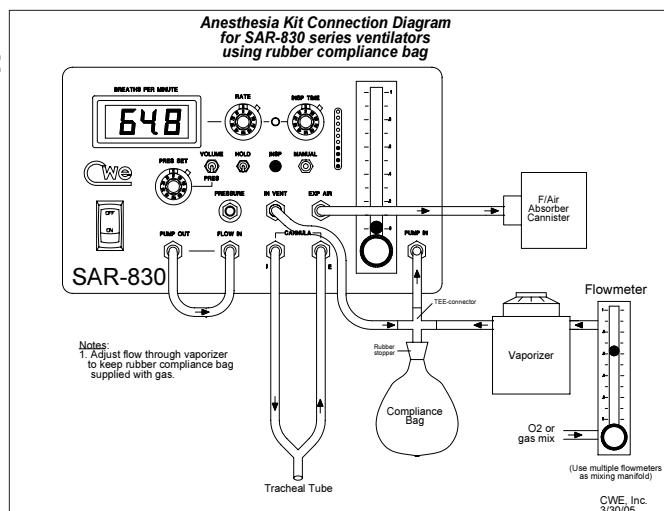 Anesthesia Kit Connection Diagram
for SAR-830 series ventilators
using rubber compliance bag
BREATHS PER MINUTE
64.8
RATE
INSP TIME
VOLUME
HOLD
INSP
MANUAL
PRES SET
PRES
CWE
PRESSURE
IN VENT
EXP AIR
OFF
ON
PUMP OUT
FLOW IN
CANNULA
I
E
PUMP IN
SAR-830
F/Air
Absorber
Cannister
TEE-connector
Flowmeter
Rubber
stopper
Vaporizer
Notes:
1. Adjust flow through vaporizer
to keep rubber compliance bag
supplied with gas.
Compliance
Bag
O2 or
gas mix
(Use multiple flowmeters
as mixing manifold)
Tracheal Tube
CWE, Inc.
3/30/05